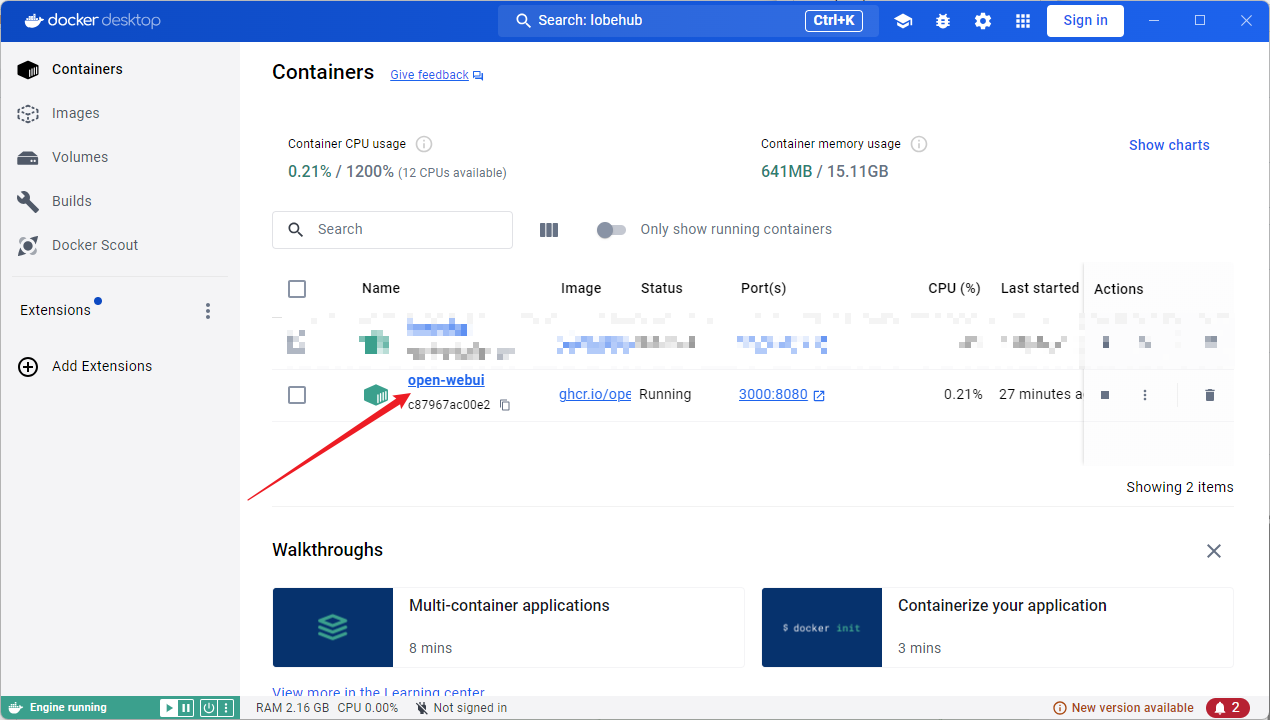 docker desktop
Search: lobehub
Ctrl+K
Sign in
Containers
Images
Volumes
Builds
Docker Scout
Extensions
Add Extensions
Containers
Give feedback
Container CPU usage
0.21% / 1200% (12 CPUs available)
Container memory usage
641MB / 15.11GB
Show charts
Search
Only show running containers
Name Image Status Port(s) CPU (%) Last started Actions
open-webui
c87967ac00e2
ghcr.io/ope Running 3000:8080 0.21% 27 minutes a
Showing 2 items
Walkthroughs
Multi-container applications
8 mins
$ docker init
Containerize your application
3 mins
View more in the Learning center
Engine running
RAM 2.16 GB CPU 0.00%
Not signed in
New version available
2